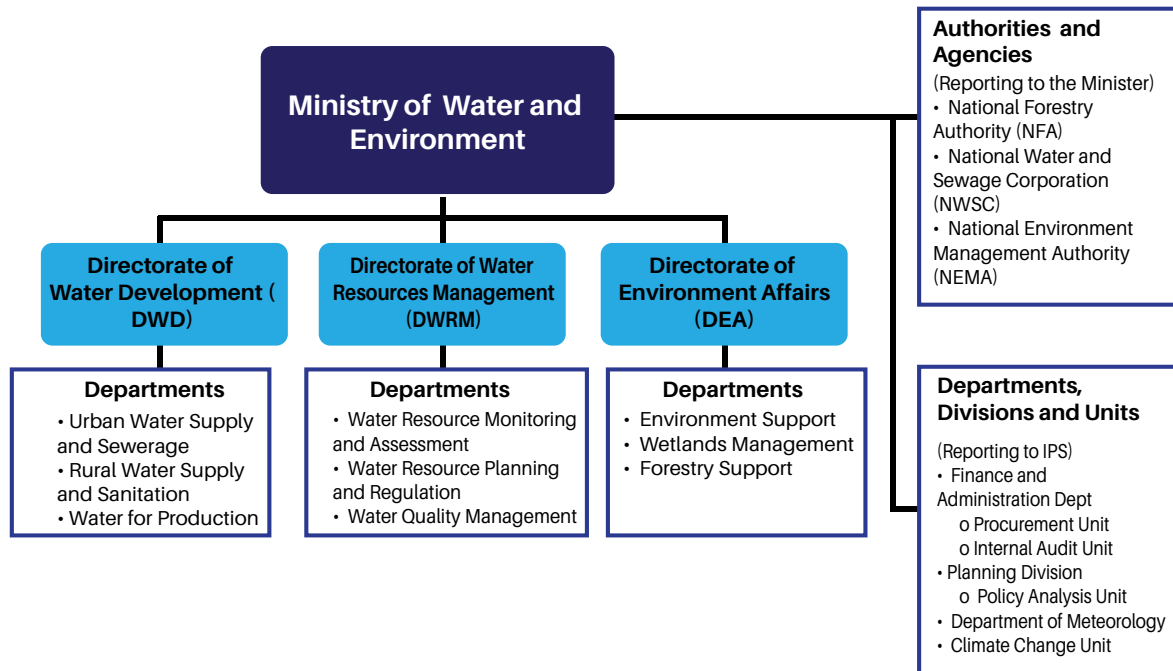 Ministry of Water and
Environment
Directorate of
Water Development (
DWD)
Departments
• Urban Water Supply
and Sewerage
• Rural Water Supply
and Sanitation
• Water for Production
Directorate of Water
Resources Management
(DWRM)
Departments
• Water Resource Monitoring
and Assessment
• Water Resource Planning
and Regulation
• Water Quality Management
Directorate of
Environment Affairs
(DEA)
Departments
• Environment Support
• Wetlands Management
• Forestry Support
Authorities and
Agencies
(Reporting to the Minister)
• National Forestry
Authority (NFA)
• National Water and
Sewage Corporation
(NWSC)
• National Environment
Management Authority
(NEMA)
Departments,
Divisions and Units
(Reporting to IPS)
• Finance and
Administration Dept
o Procurement Unit
o Internal Audit Unit
• Planning Division
o Policy Analysis Unit
• Department of Meteorology
• Climate Change Unit